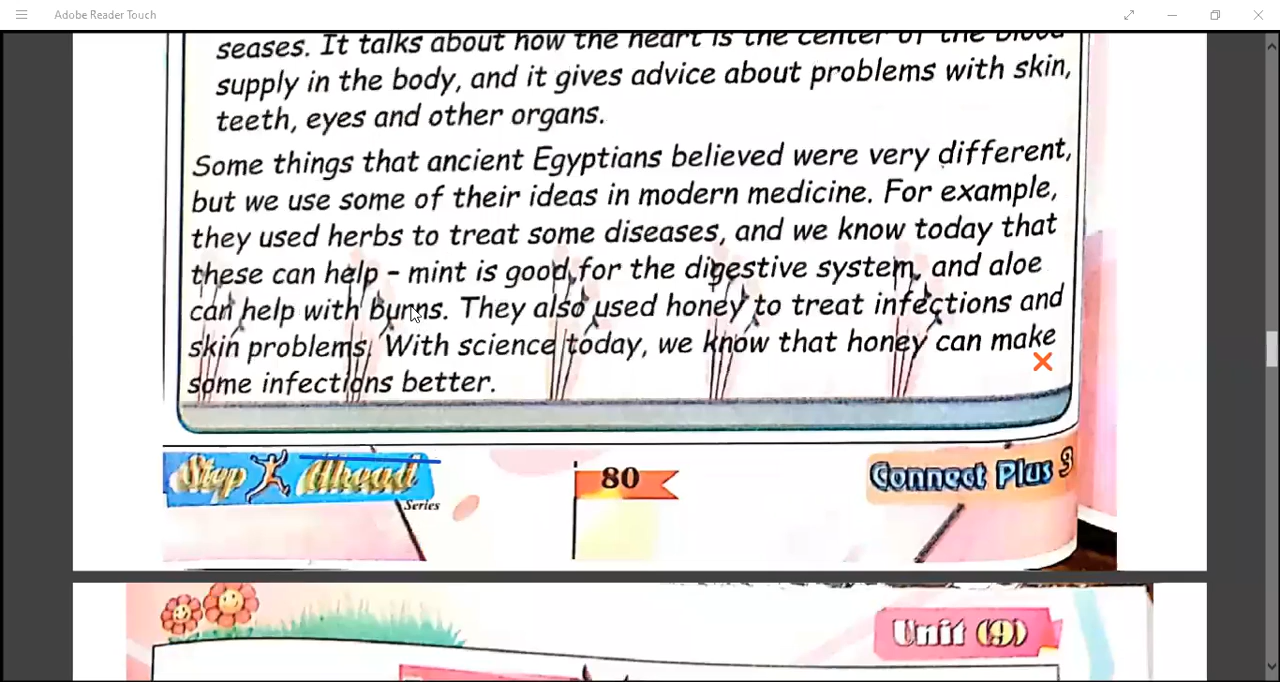 Adobe Reader Touch
seases. It talks about how the heart is the center of the blood
supply in the body, and it gives advice about problems with skin,
teeth, eyes and other organs.
Some things that ancient Egyptians believed were very different,
but we use some of their ideas in modern medicine. For example,
they used herbs to treat some diseases, and we know today that
these can help - mint is good for the digestive system, and aloe
can help with burns. They also used honey to treat infections and
skin problems. With science today, we know that honey can make
some infections better.
Step Ahead
Series
80
Connect Plus 3
Unit (9)